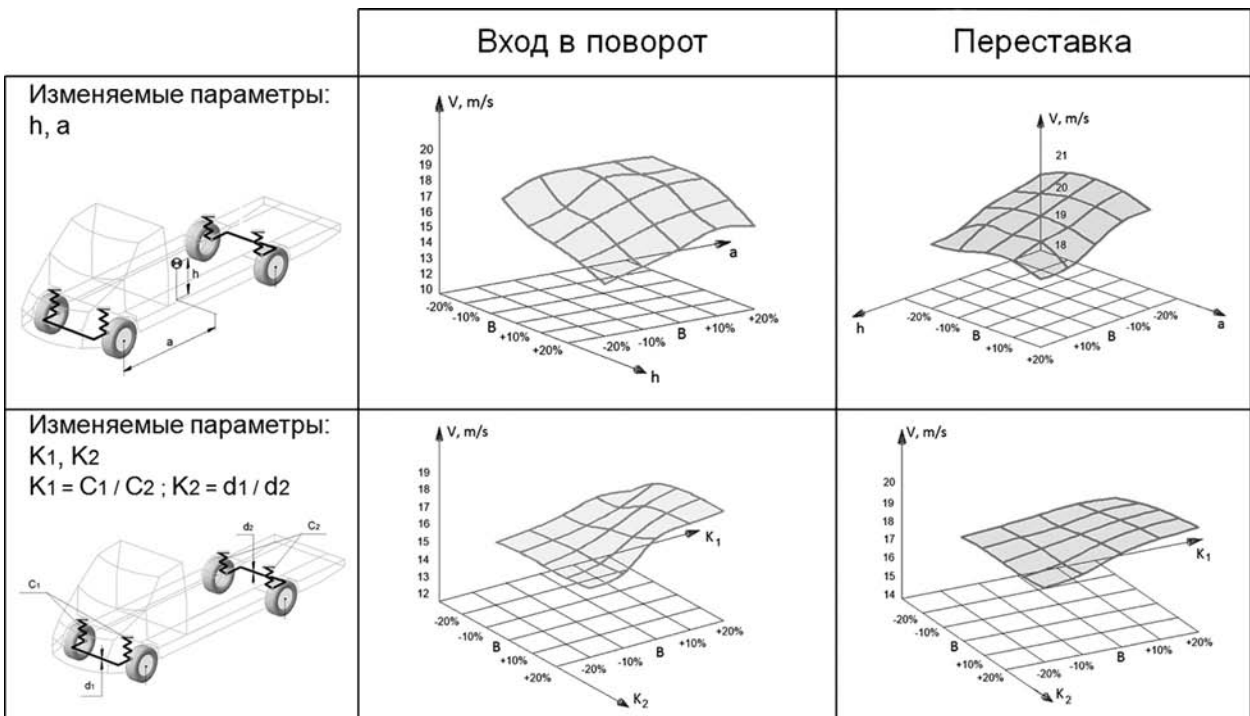 Вход в поворот
Переставка
Изменяемые параметры:
h, a
h
a
V, m/s
20
19
18
17
16
15
14
13
12
10
-20%
-10%
B
+10%
+20%
h
-20%
-10%
B
+10%
+20%
a
V, m/s
21
20
19
18
h
-20%
-10%
B
+10%
+20%
B
-10%
-20%
a
Изменяемые параметры:
K1, K2
K1 = C1 / C2 ; K2 = d1 / d2
d2
C2
C1
d1
V, m/s
19
18
17
16
15
14
13
12
-20%
-10%
B
+10%
+20%
K2
-20%
-10%
B
+10%
+20%
K1
V, m/s
20
19
18
17
16
15
14
-20%
-10%
B
+10%
+20%
K2
-20%
-10%
B
+10%
+20%
K1